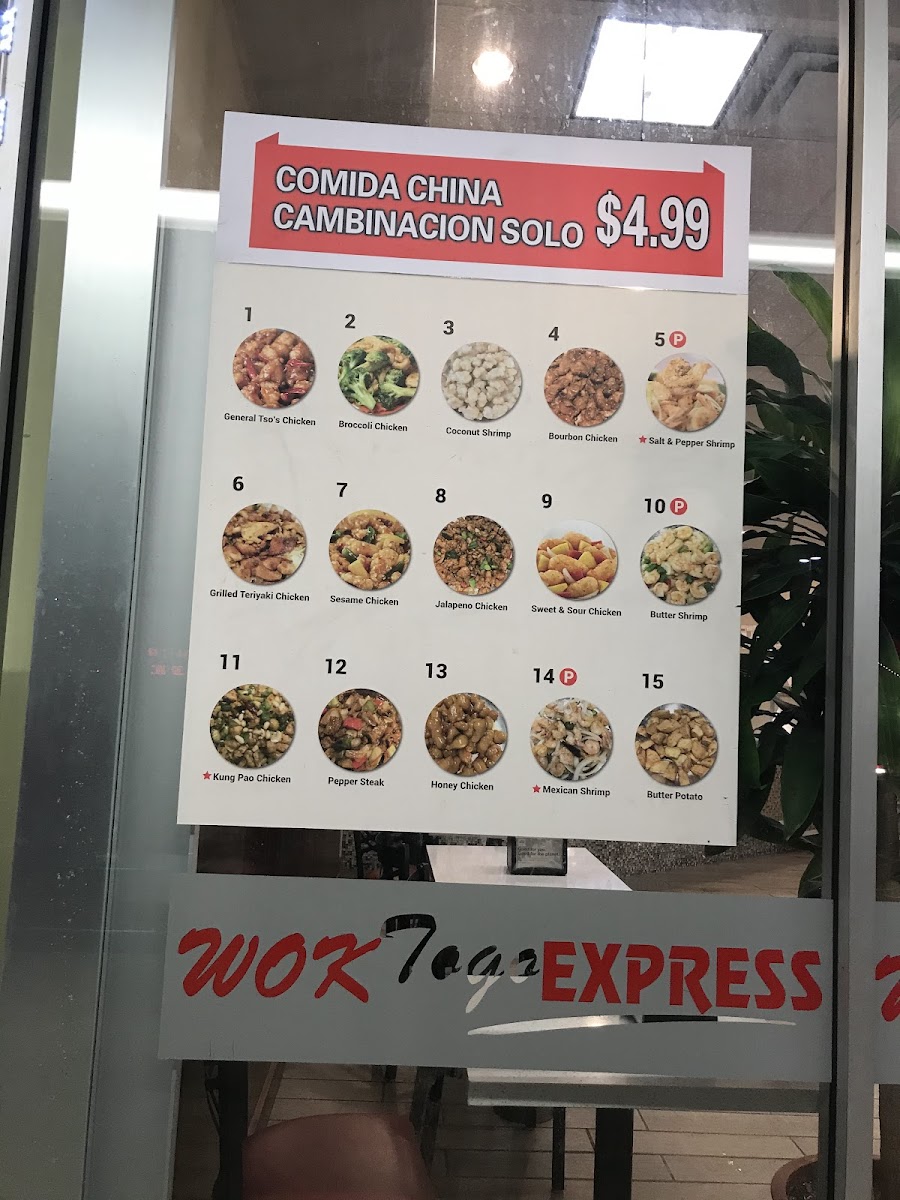 COMIDA CHINA
CAMBINACION SOLO $4.99
1 2 3 4 5 P
General Tso's Chicken Broccoli Chicken Coconut Shrimp Bourbon Chicken ★ Salt & Pepper Shrimp
6 7 8 9 10 P
Grilled Teriyaki Chicken Sesame Chicken Jalapeno Chicken Sweet & Sour Chicken Butter Shrimp
11 12 13 14 P 15
★ Kung Pao Chicken Pepper Steak Honey Chicken ★ Mexican Shrimp Butter Potato
WOK Togo EXPRESS